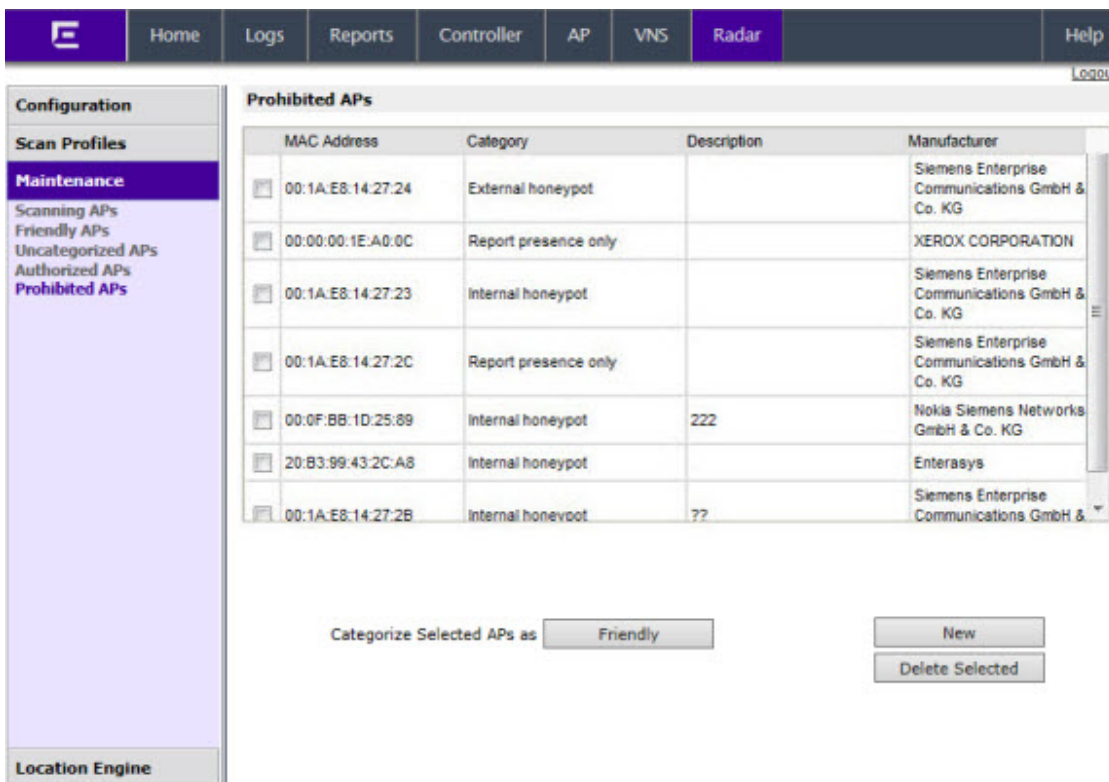 Home Logs Reports Controller AP VNS Radar Help
Logou
Configuration
Scan Profiles
Maintenance
Scanning APs
Friendly APs
Uncategorized APs
Authorized APs
Prohibited APs
Location Engine
Prohibited APs
MAC Address Category Description Manufacturer
00:1A:E8:14:27:24 External honeypot Siemens Enterprise
Communications GmbH &
Co. KG
00:00:00:1E:A0:0C Report presence only XEROX CORPORATION
00:1A:E8:14:27:23 Internal honeypot Siemens Enterprise
Communications GmbH &
Co. KG
00:1A:E8:14:27:2C Report presence only Siemens Enterprise
Communications GmbH &
Co. KG
00:0F:BB:1D:25:89 Internal honeypot 222 Nokia Siemens Networks
GmbH & Co. KG
20:B3:99:43:2C:A8 Internal honeypot Enterasys
00:1A:E8:14:27:2B Internal honeypot ?? Siemens Enterprise
Communications GmbH &
Categorize Selected APs as Friendly
New
Delete Selected